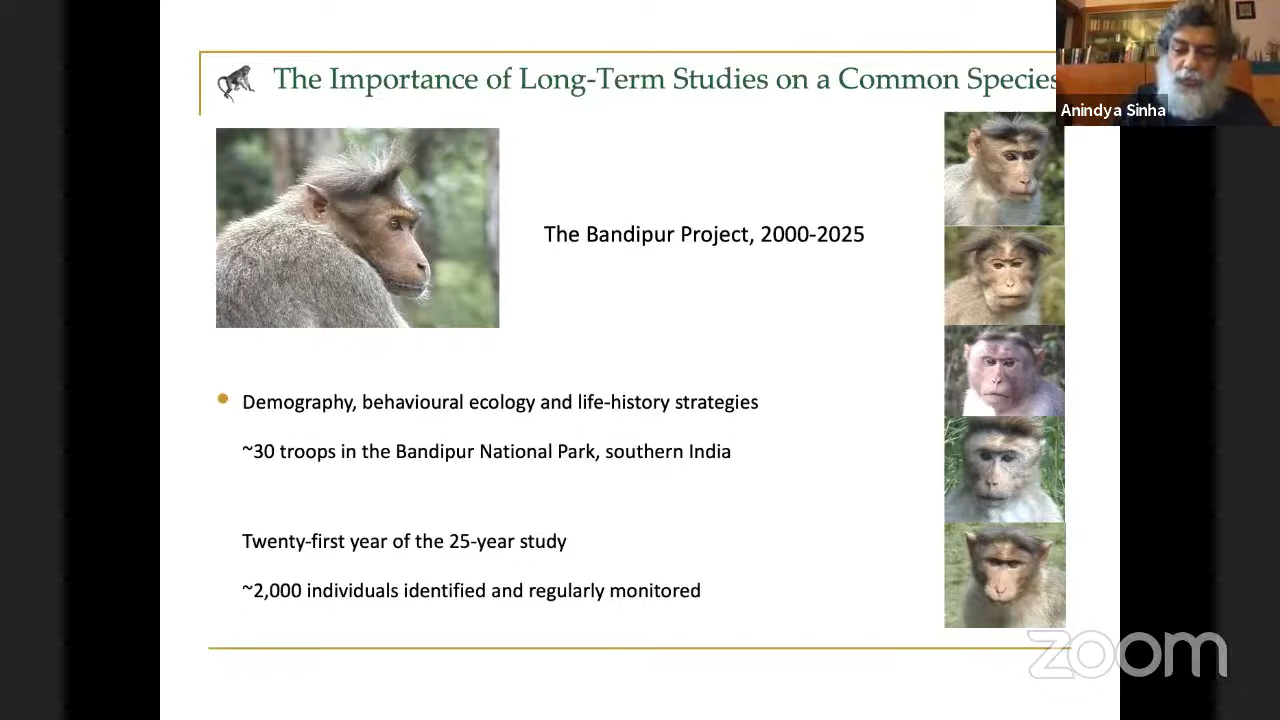 The Importance of Long-Term Studies on a Common Species
Anindya Sinha
The Bandipur Project, 2000-2025
Demography, behavioural ecology and life-history strategies
~30 troops in the Bandipur National Park, southern India
Twenty-first year of the 25-year study
~2,000 individuals identified and regularly monitored
zoom